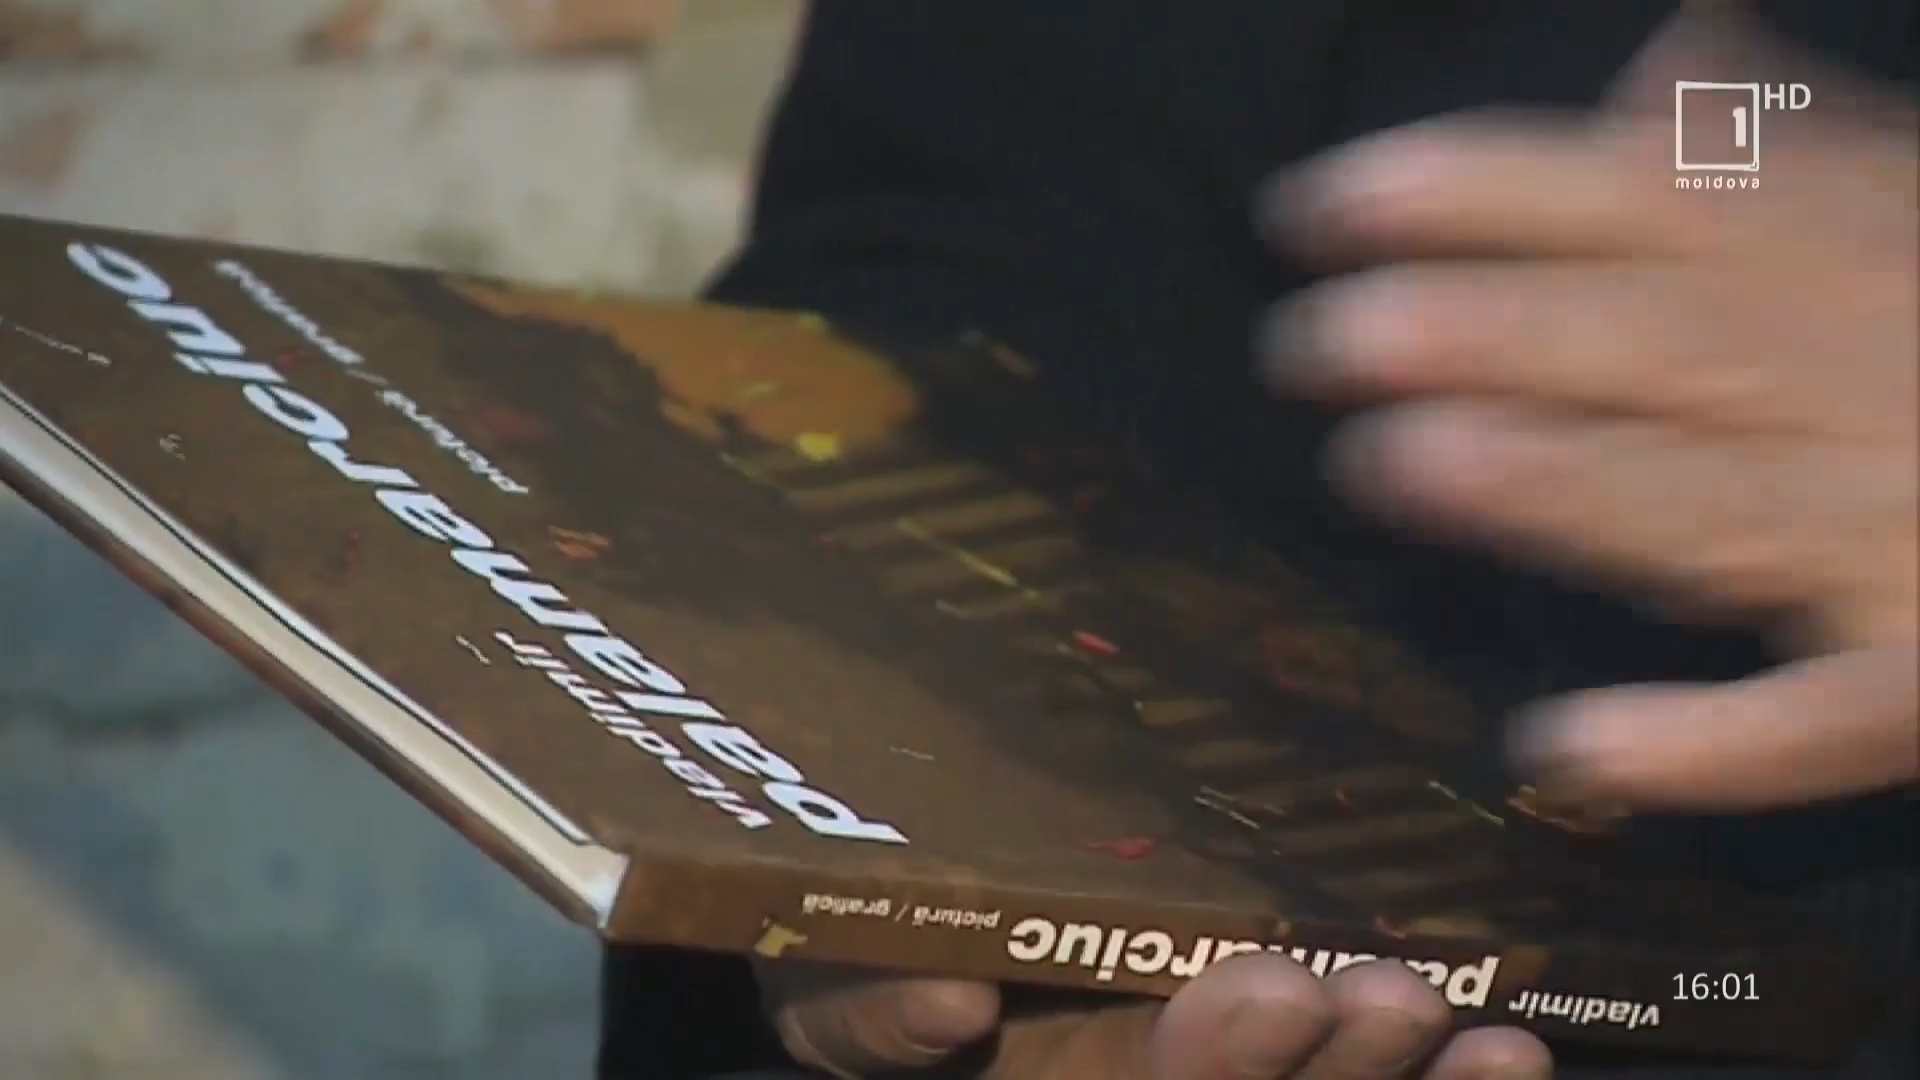 HD
1
moldova
vladimir
palamarciuc
pictură / grafică
vladimir palamarciuc pictură / grafică
16:01